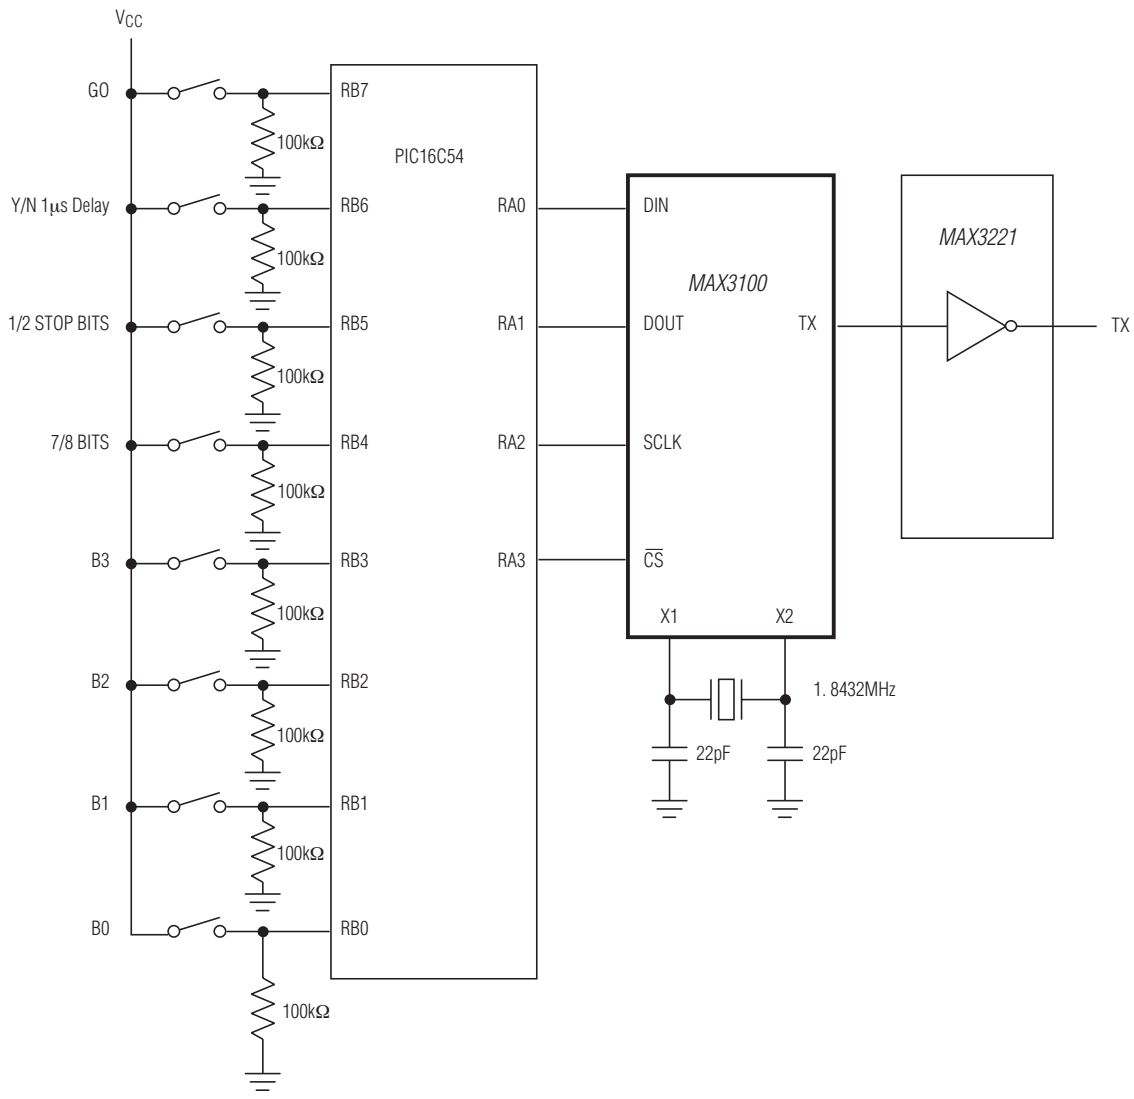 VCC
GO
RB7
100kΩ
PIC16C54
Y/N 1µs Delay
RB6
RA0
DIN
100kΩ
MAX3221
MAX3100
1/2 STOP BITS
RB5
RA1
DOUT
TX
TX
100kΩ
7/8 BITS
RB4
RA2
SCLK
100kΩ
B3
RB3
RA3
CS
100kΩ
X1
X2
B2
RB2
1. 8432MHz
100kΩ
22pF
22pF
B1
RB1
100kΩ
B0
RB0
100kΩ